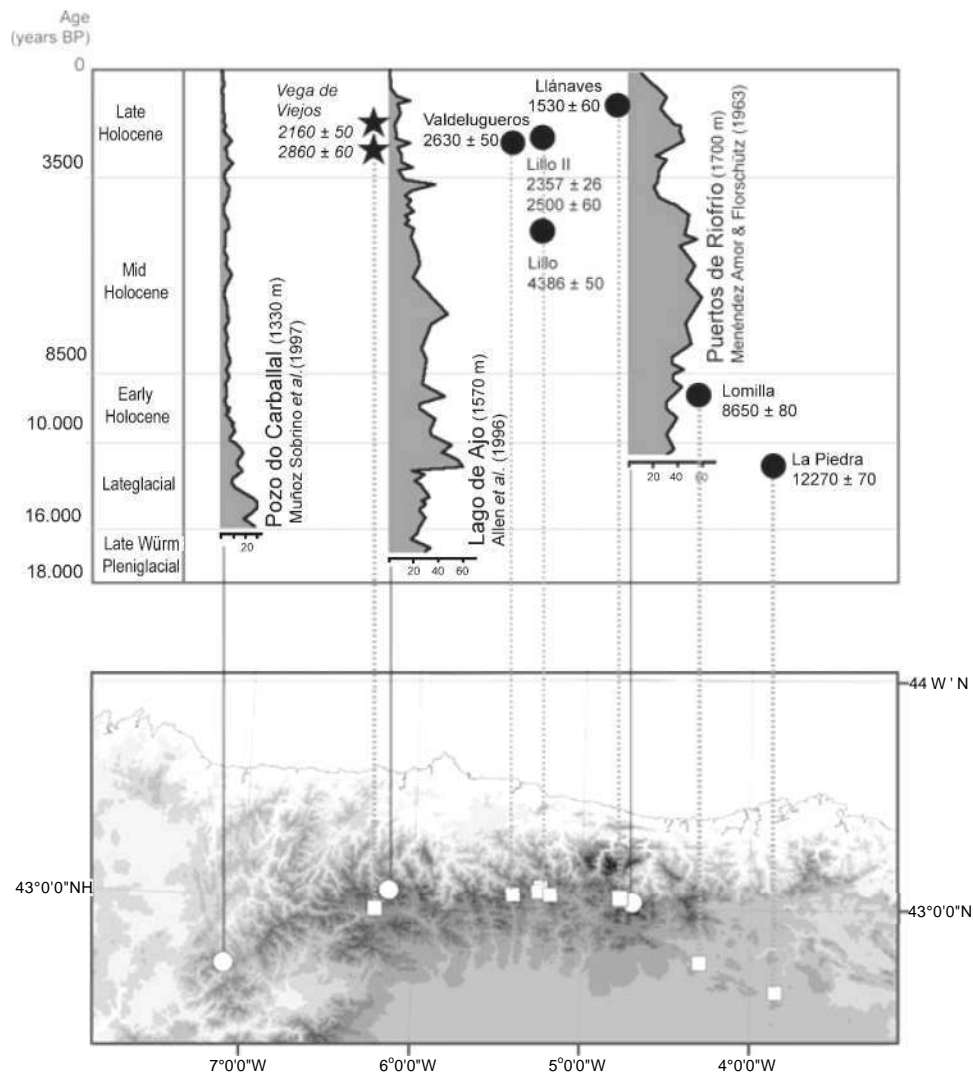 Age
(years BP)
0
Late
Holocene
3500
Mid
Holocene
8500
Early
Holocene
10.000
Lateglacial
16.000
Late Würm
Pleniglacial
18.000
20
Pozo do Carballal (1330 m)
Muñoz Sobrino et al.(1997)
Vega de
Viejos
2160 ± 50
2860 ± 60
20 40 60
Lago de Ajo (1570 m)
Allen et al. (1996)
Valdelugueros
2630 ± 50
Lillo II
2357 ± 26
2500 ± 60
Lillo
4386 ± 50
Llánaves
1530 ± 60
20 40 60
Puertos de Riofrío (1700 m)
Menéndez Amor & Florschütz (1963)
Lomilla
8650 ± 80
La Piedra
12270 ± 70
44 W ' N
43°0'0"NH
43°0'0"N
7°0'0"W 6°0'0"W 5°0'0"W 4°0'0"W